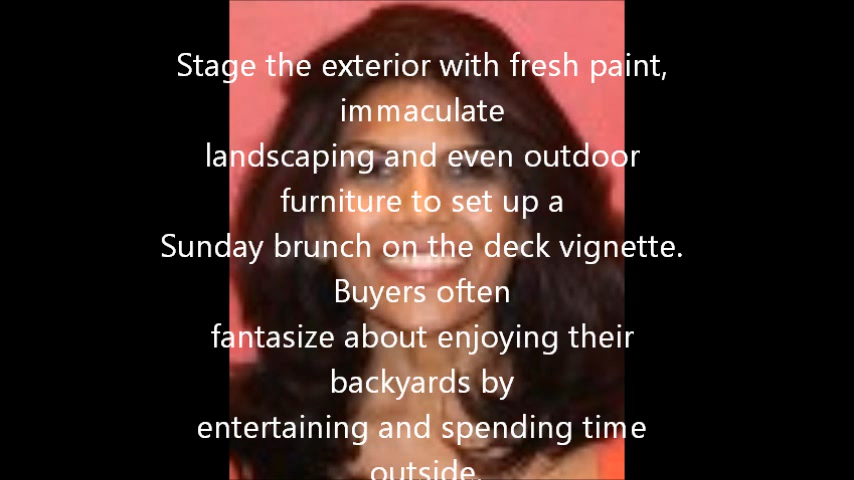 Stage the exterior with fresh paint,
immaculate
landscaping and even outdoor
furniture to set up a
Sunday brunch on the deck vignette.
Buyers often
fantasize about enjoying their
backyards by
entertaining and spending time
outside.